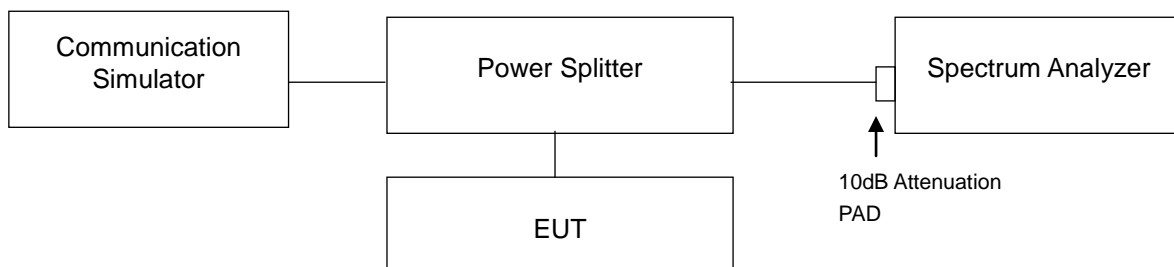 Communication
Simulator
Power Splitter
Spectrum Analyzer
10dB Attenuation
PAD
EUT